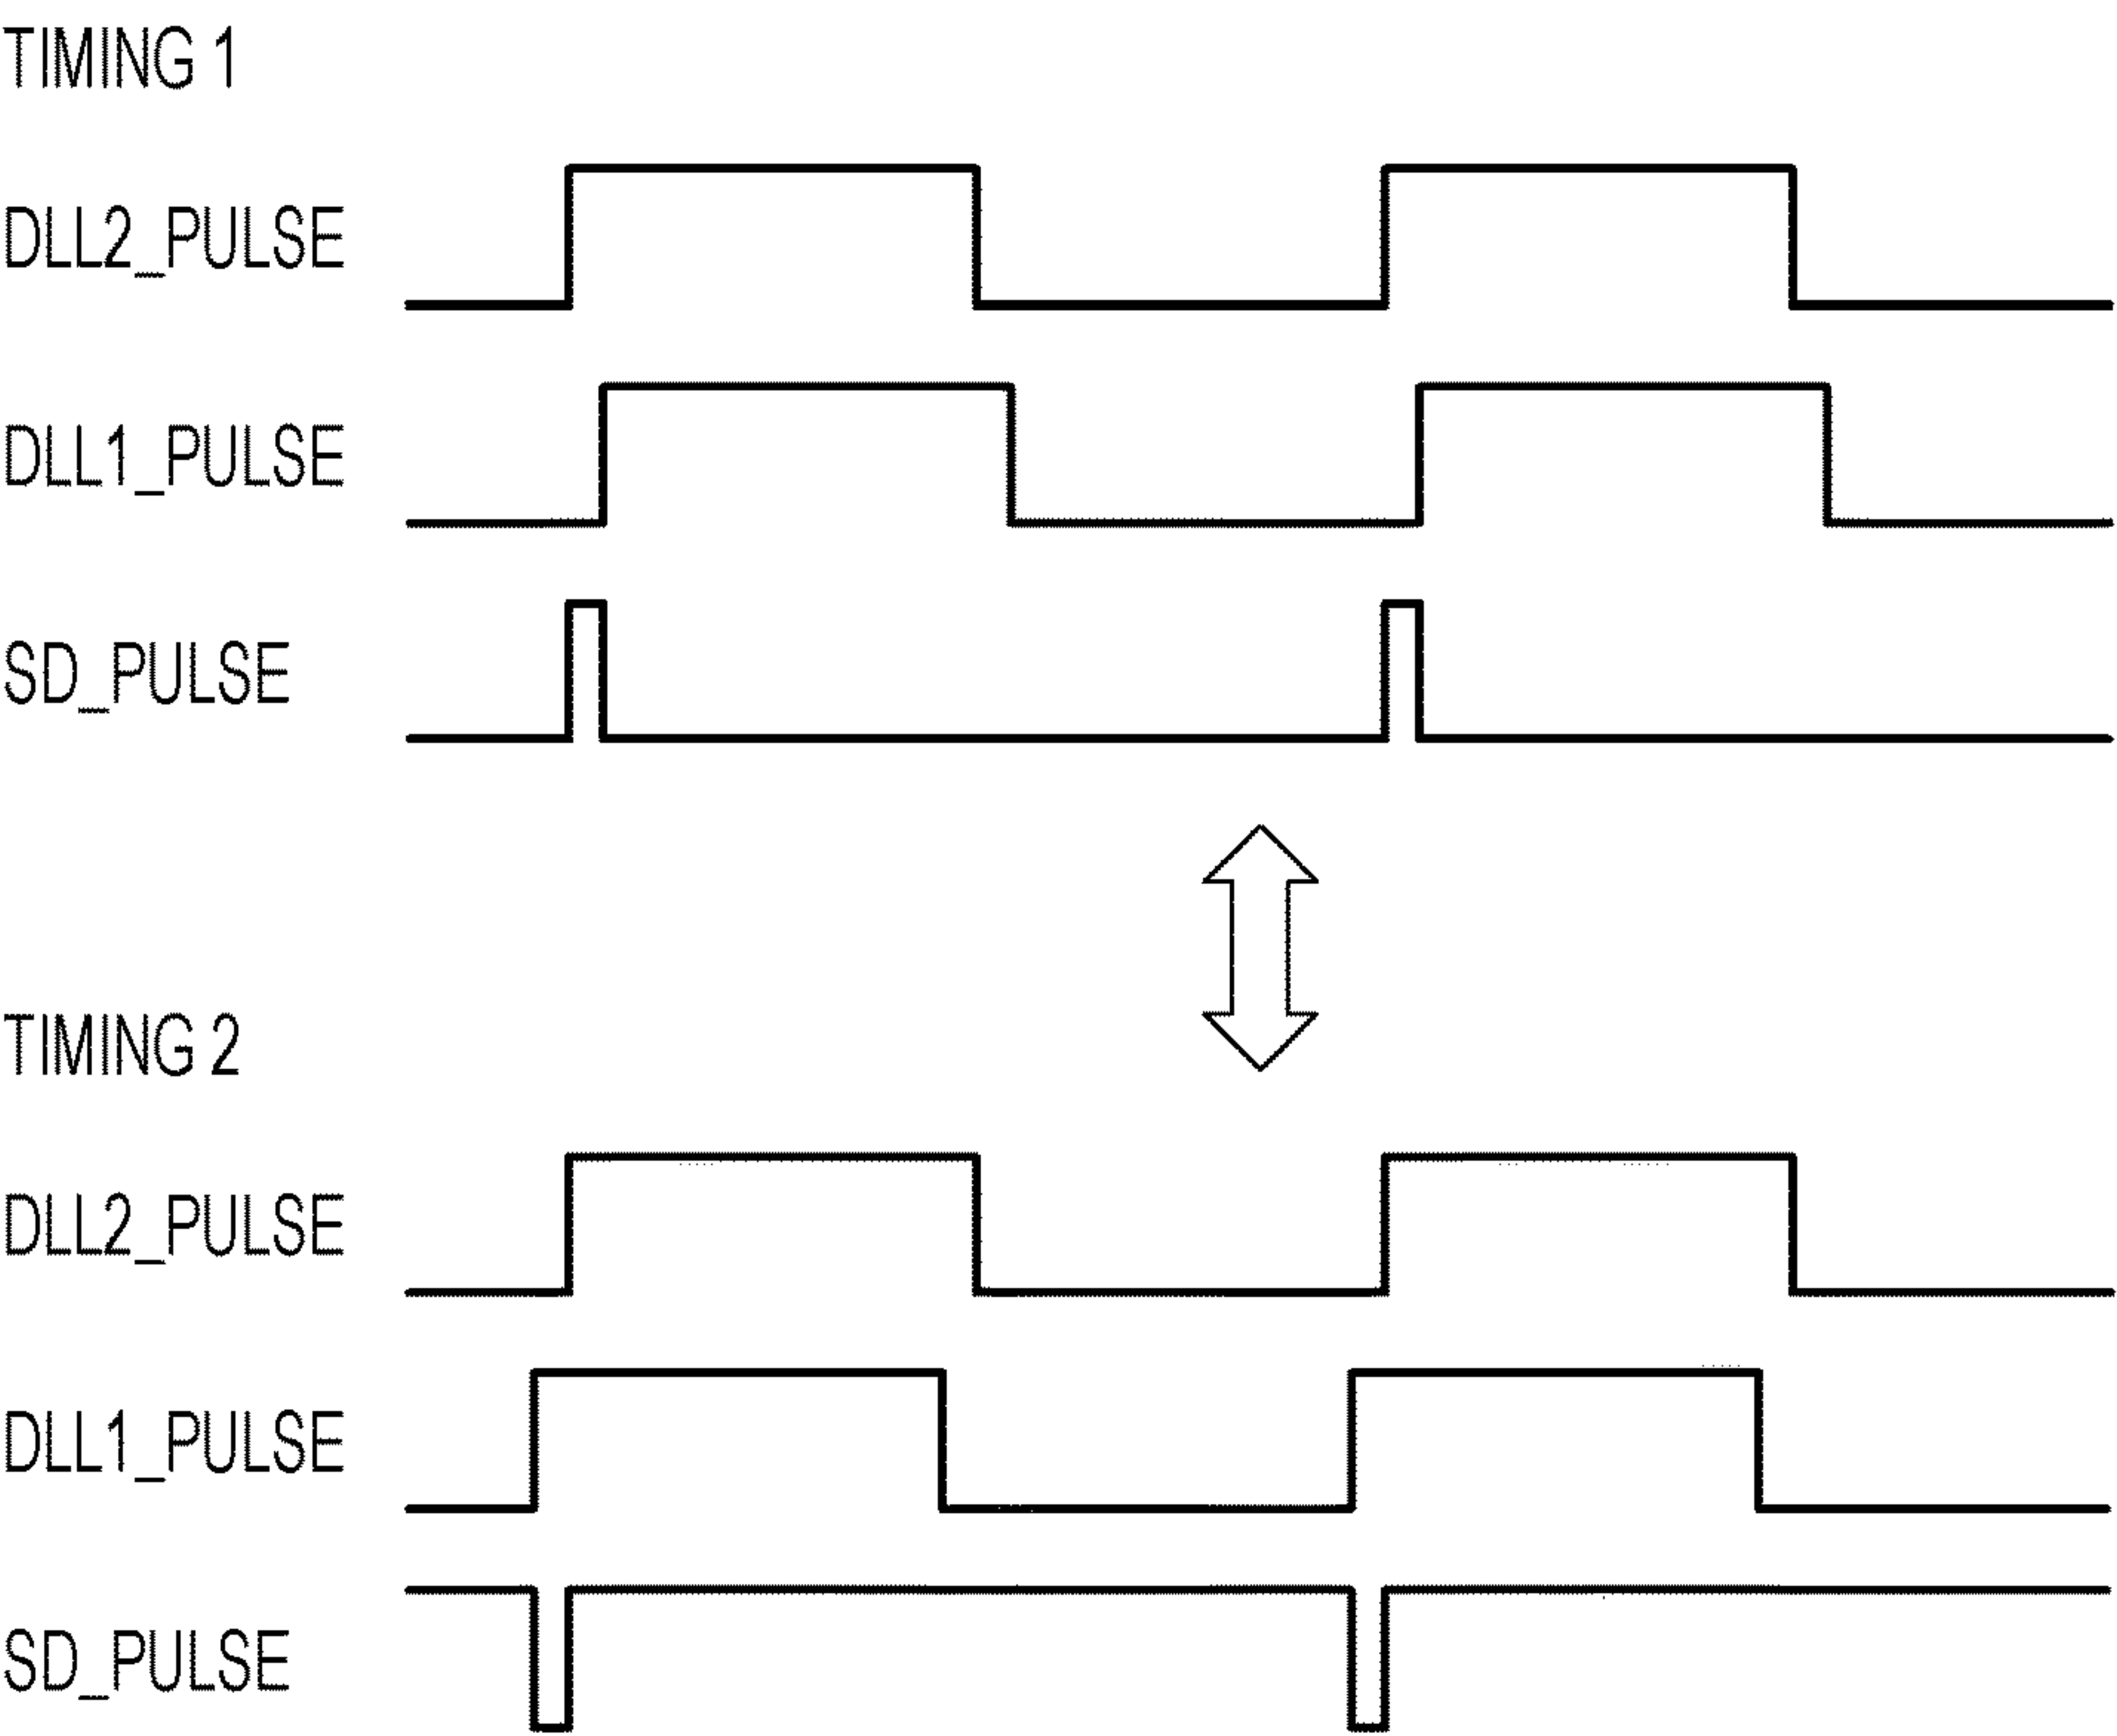 TIMING 1
DLL2_PULSE
DLL1_PULSE
SD_PULSE
TIMING 2
DLL2_PULSE
DLL1_PULSE
SD_PULSE